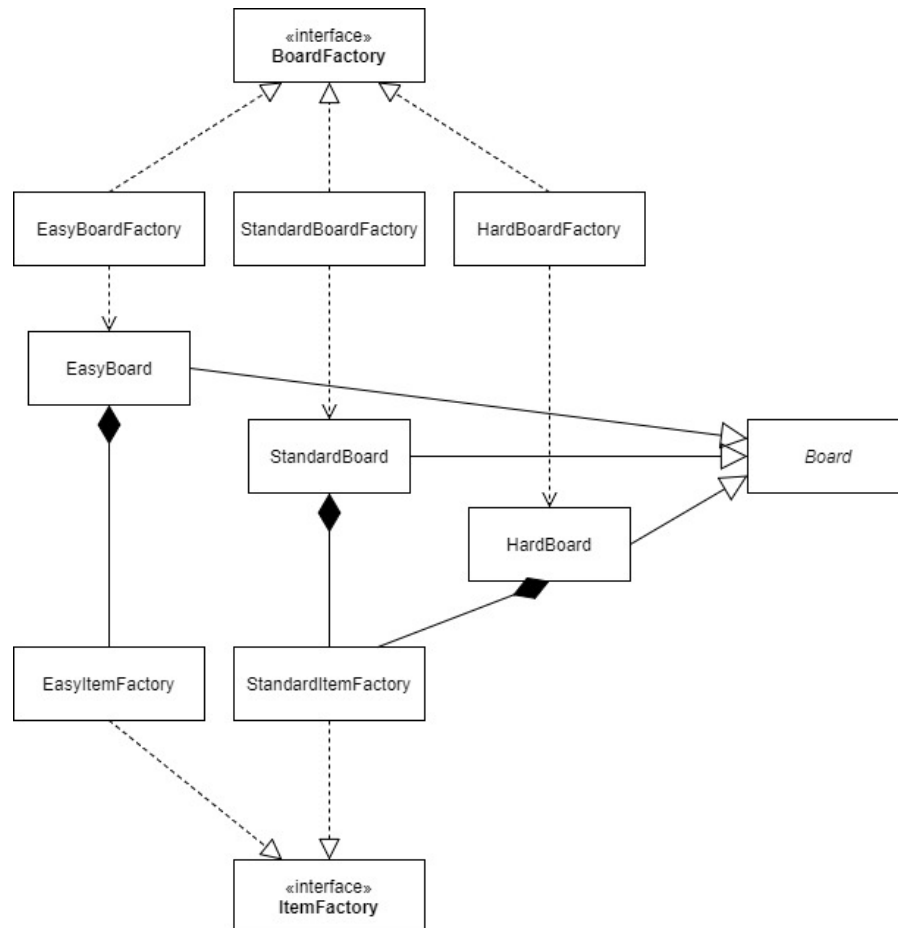 «interface»
BoardFactory
EasyBoardFactory
StandardBoardFactory
HardBoardFactory
EasyBoard
StandardBoard
Board
HardBoard
EasyItemFactory
StandardItemFactory
«interface»
ItemFactory